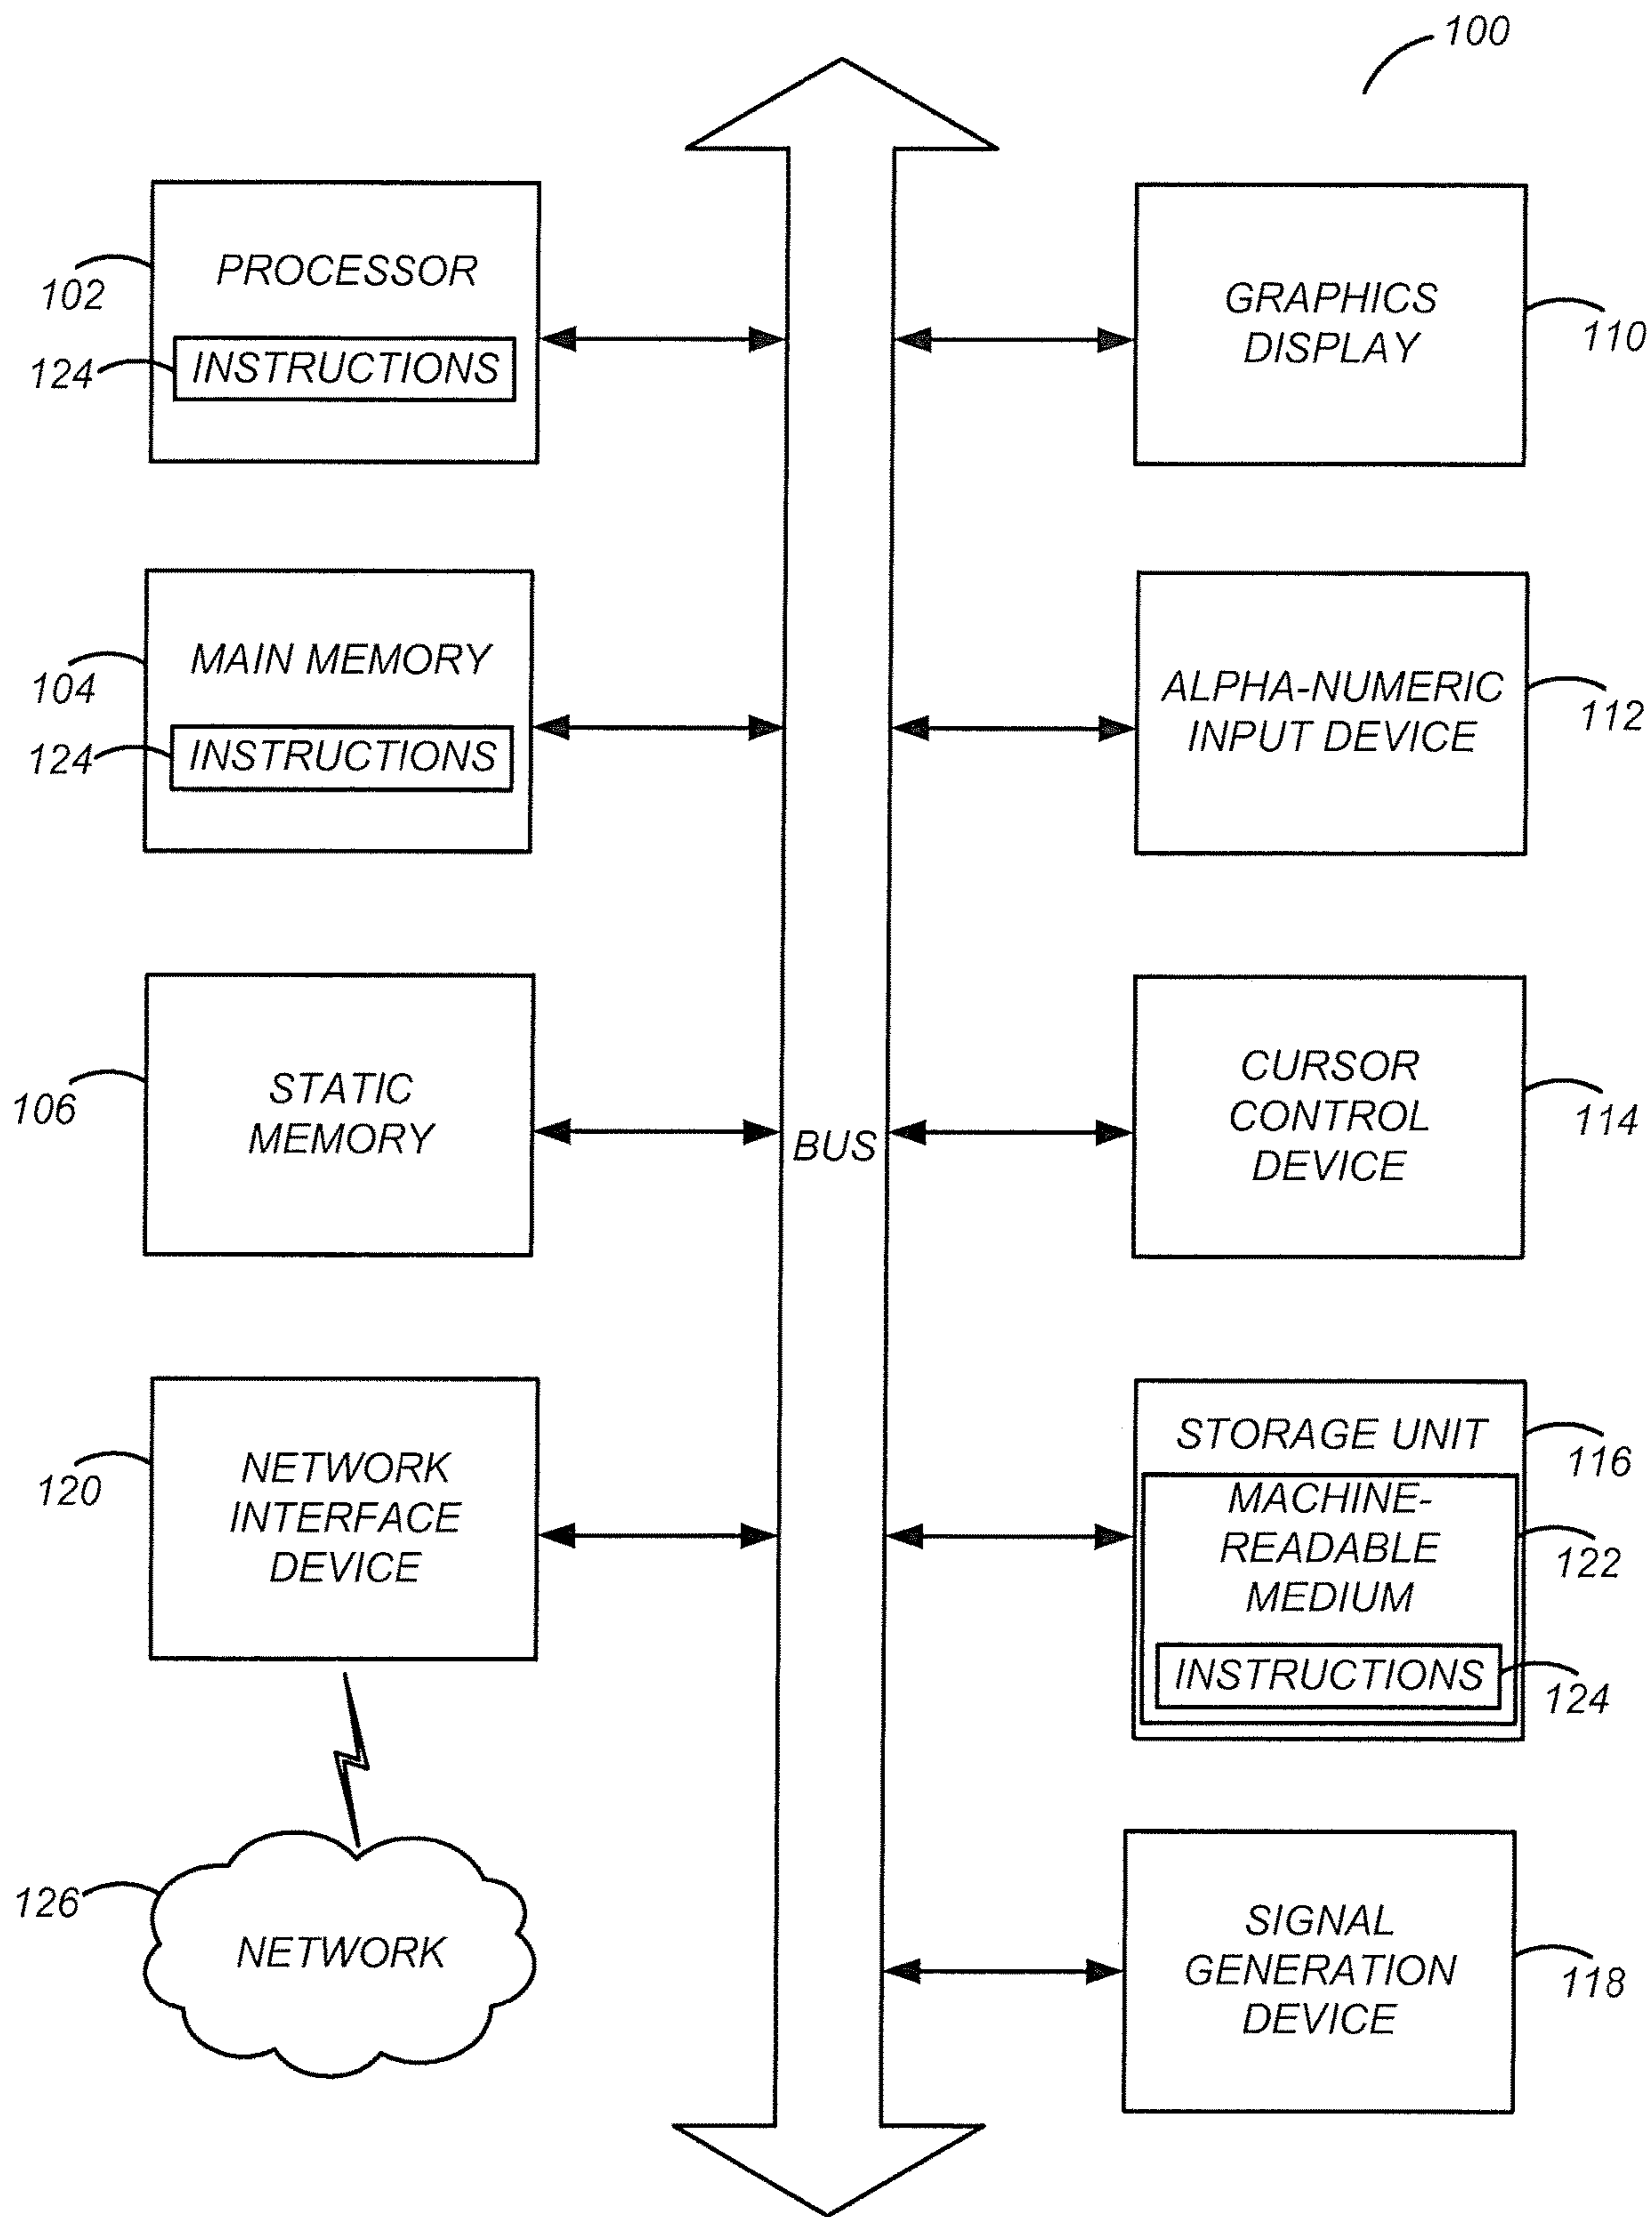 100
PROCESSOR
102
124
INSTRUCTIONS
GRAPHICS
DISPLAY
110
MAIN MEMORY
104
124
INSTRUCTIONS
ALPHA-NUMERIC
INPUT DEVICE
112
STATIC
MEMORY
106
BUS
CURSOR
CONTROL
DEVICE
114
NETWORK
INTERFACE
DEVICE
120
STORAGE UNIT
116
MACHINE-
READABLE
MEDIUM
122
INSTRUCTIONS
124
126
NETWORK
SIGNAL
GENERATION
DEVICE
118